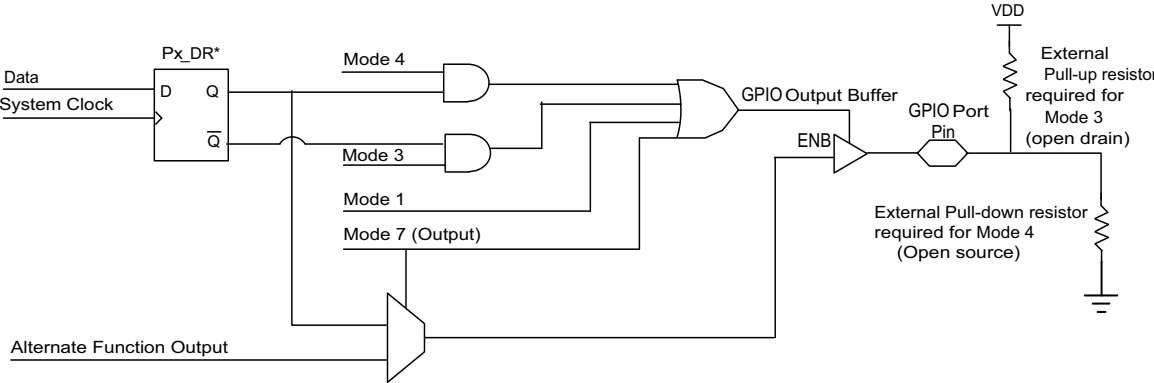 VDD
Px_DR*
External
Pull-up resistor
required for
Mode 3
(open drain)
Mode 4
Data
D
Q
System Clock
GPIO Output Buffer
GPIO Port
Pin
Q
ENB
Mode 3
Mode 1
External Pull-down resistor
required for Mode 4
(Open source)
Mode 7 (Output)
Alternate Function Output